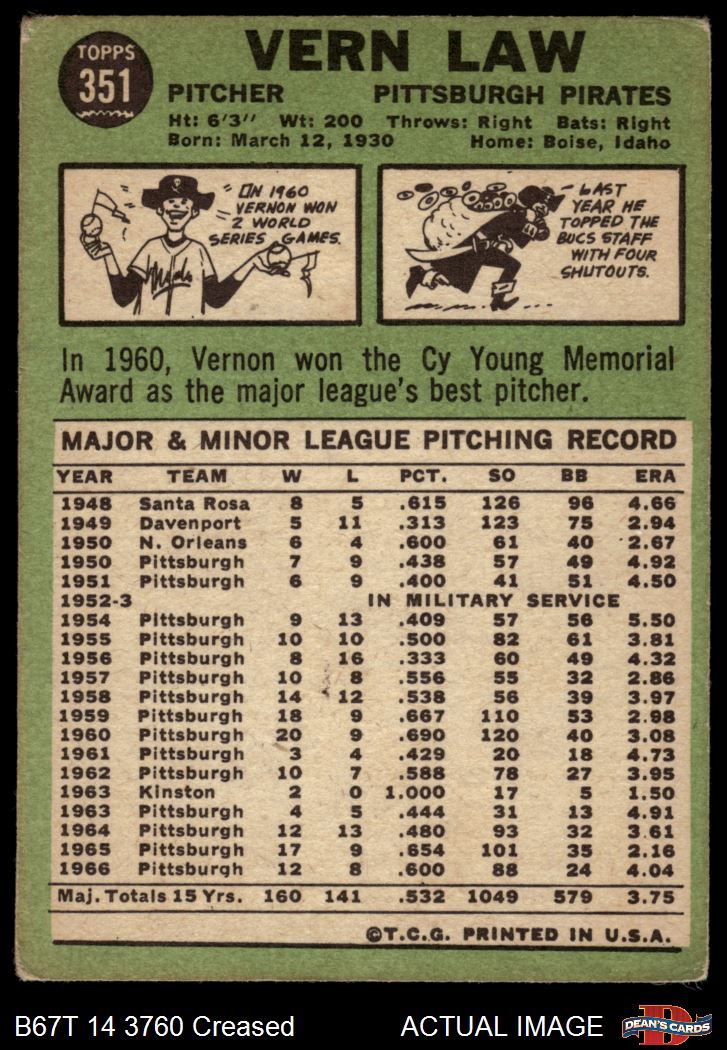 TOPPS
351
VERN LAW
PITCHER PITTSBURGH PIRATES
Ht: 6'3" Wt: 200 Throws: Right Bats: Right
Born: March 12, 1930 Home: Boise, Idaho
"IN 1960
VERNON WON
2 WORLD
SERIES GAMES.
LAST
YEAR HE
TOPPED THE
BUCS STAFF
WITH FOUR
SHUTOUTS.
In 1960, Vernon won the Cy Young Memorial
Award as the major league's best pitcher.
MAJOR & MINOR LEAGUE PITCHING RECORD
YEAR TEAM W L PCT. SO BB ERA
1948 Santa Rosa 8 5 .615 126 96 4.66
1949 Davenport 5 11 .313 123 75 2.94
1950 N. Orleans 6 4 .600 61 40 2.67
1950 Pittsburgh 7 9 .438 57 49 4.92
1951 Pittsburgh 6 9 .400 41 51 4.50
1952-3 IN MILITARY SERVICE
1954 Pittsburgh 9 13 .409 57 56 5.50
1955 Pittsburgh 10 10 .500 82 61 3.81
1956 Pittsburgh 8 16 .333 60 49 4.32
1957 Pittsburgh 10 8 .556 55 32 2.86
1958 Pittsburgh 14 12 .538 56 39 3.97
1959 Pittsburgh 18 9 .667 110 53 2.98
1960 Pittsburgh 20 9 .690 120 40 3.08
1961 Pittsburgh 3 4 .429 20 18 4.73
1962 Pittsburgh 10 7 .588 78 27 3.95
1963 Kinston 2 0 1.000 17 5 1.50
1963 Pittsburgh 4 5 .444 31 13 4.91
1964 Pittsburgh 12 13 .480 93 32 3.61
1965 Pittsburgh 17 9 .654 101 35 2.16
1966 Pittsburgh 12 8 .600 88 24 4.04
Maj. Totals 15 Yrs. 160 141 .532 1049 579 3.75
©T.C.G. PRINTED IN U.S.A.
B67T 14 3760 Creased ACTUAL IMAGE
D
DEAN'S CARDS